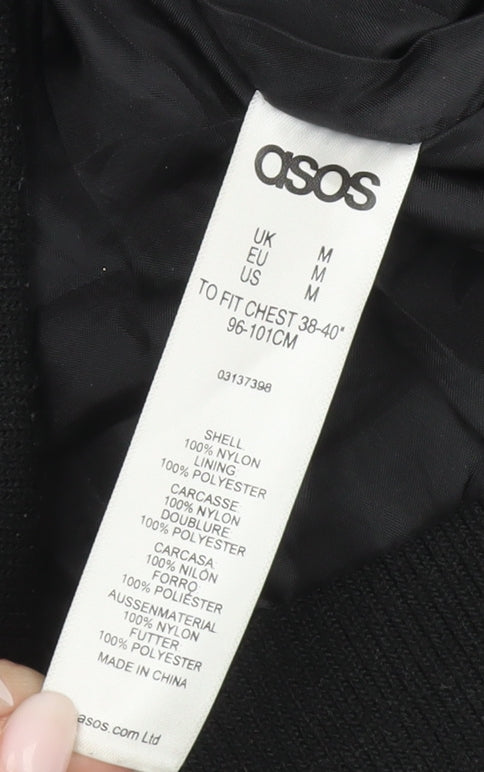 asos
UK M
EU M
US M
TO FIT CHEST 38-40"
96-101CM
03137398
SHELL
100% NYLON
LINING
100% POLYESTER
CARCASSE
100% NYLON
DOUBLURE
100% POLYESTER
CARCASA
100% NILÓN
FORRO
100% POLIÉSTER
AUSSENMATERIAL
100% NYLON
FUTTER
100% POLYESTER
MADE IN CHINA
asos.com Ltd